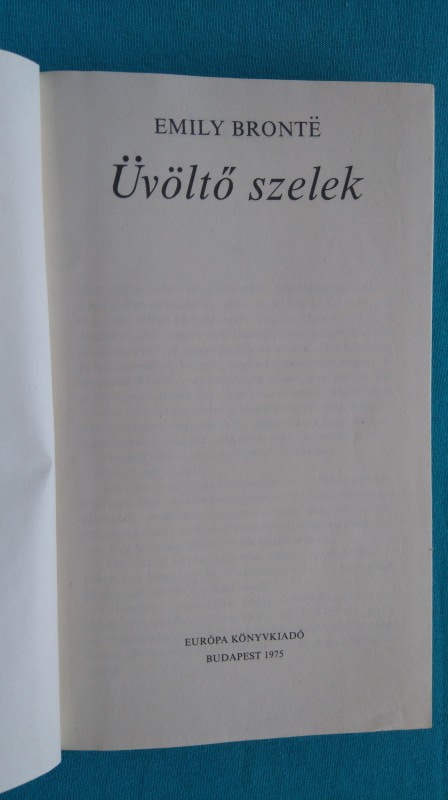 EMILY BRONTË
Üvöltő szelek
EURÓPA KÖNYVKIADÓ
BUDAPEST 1975